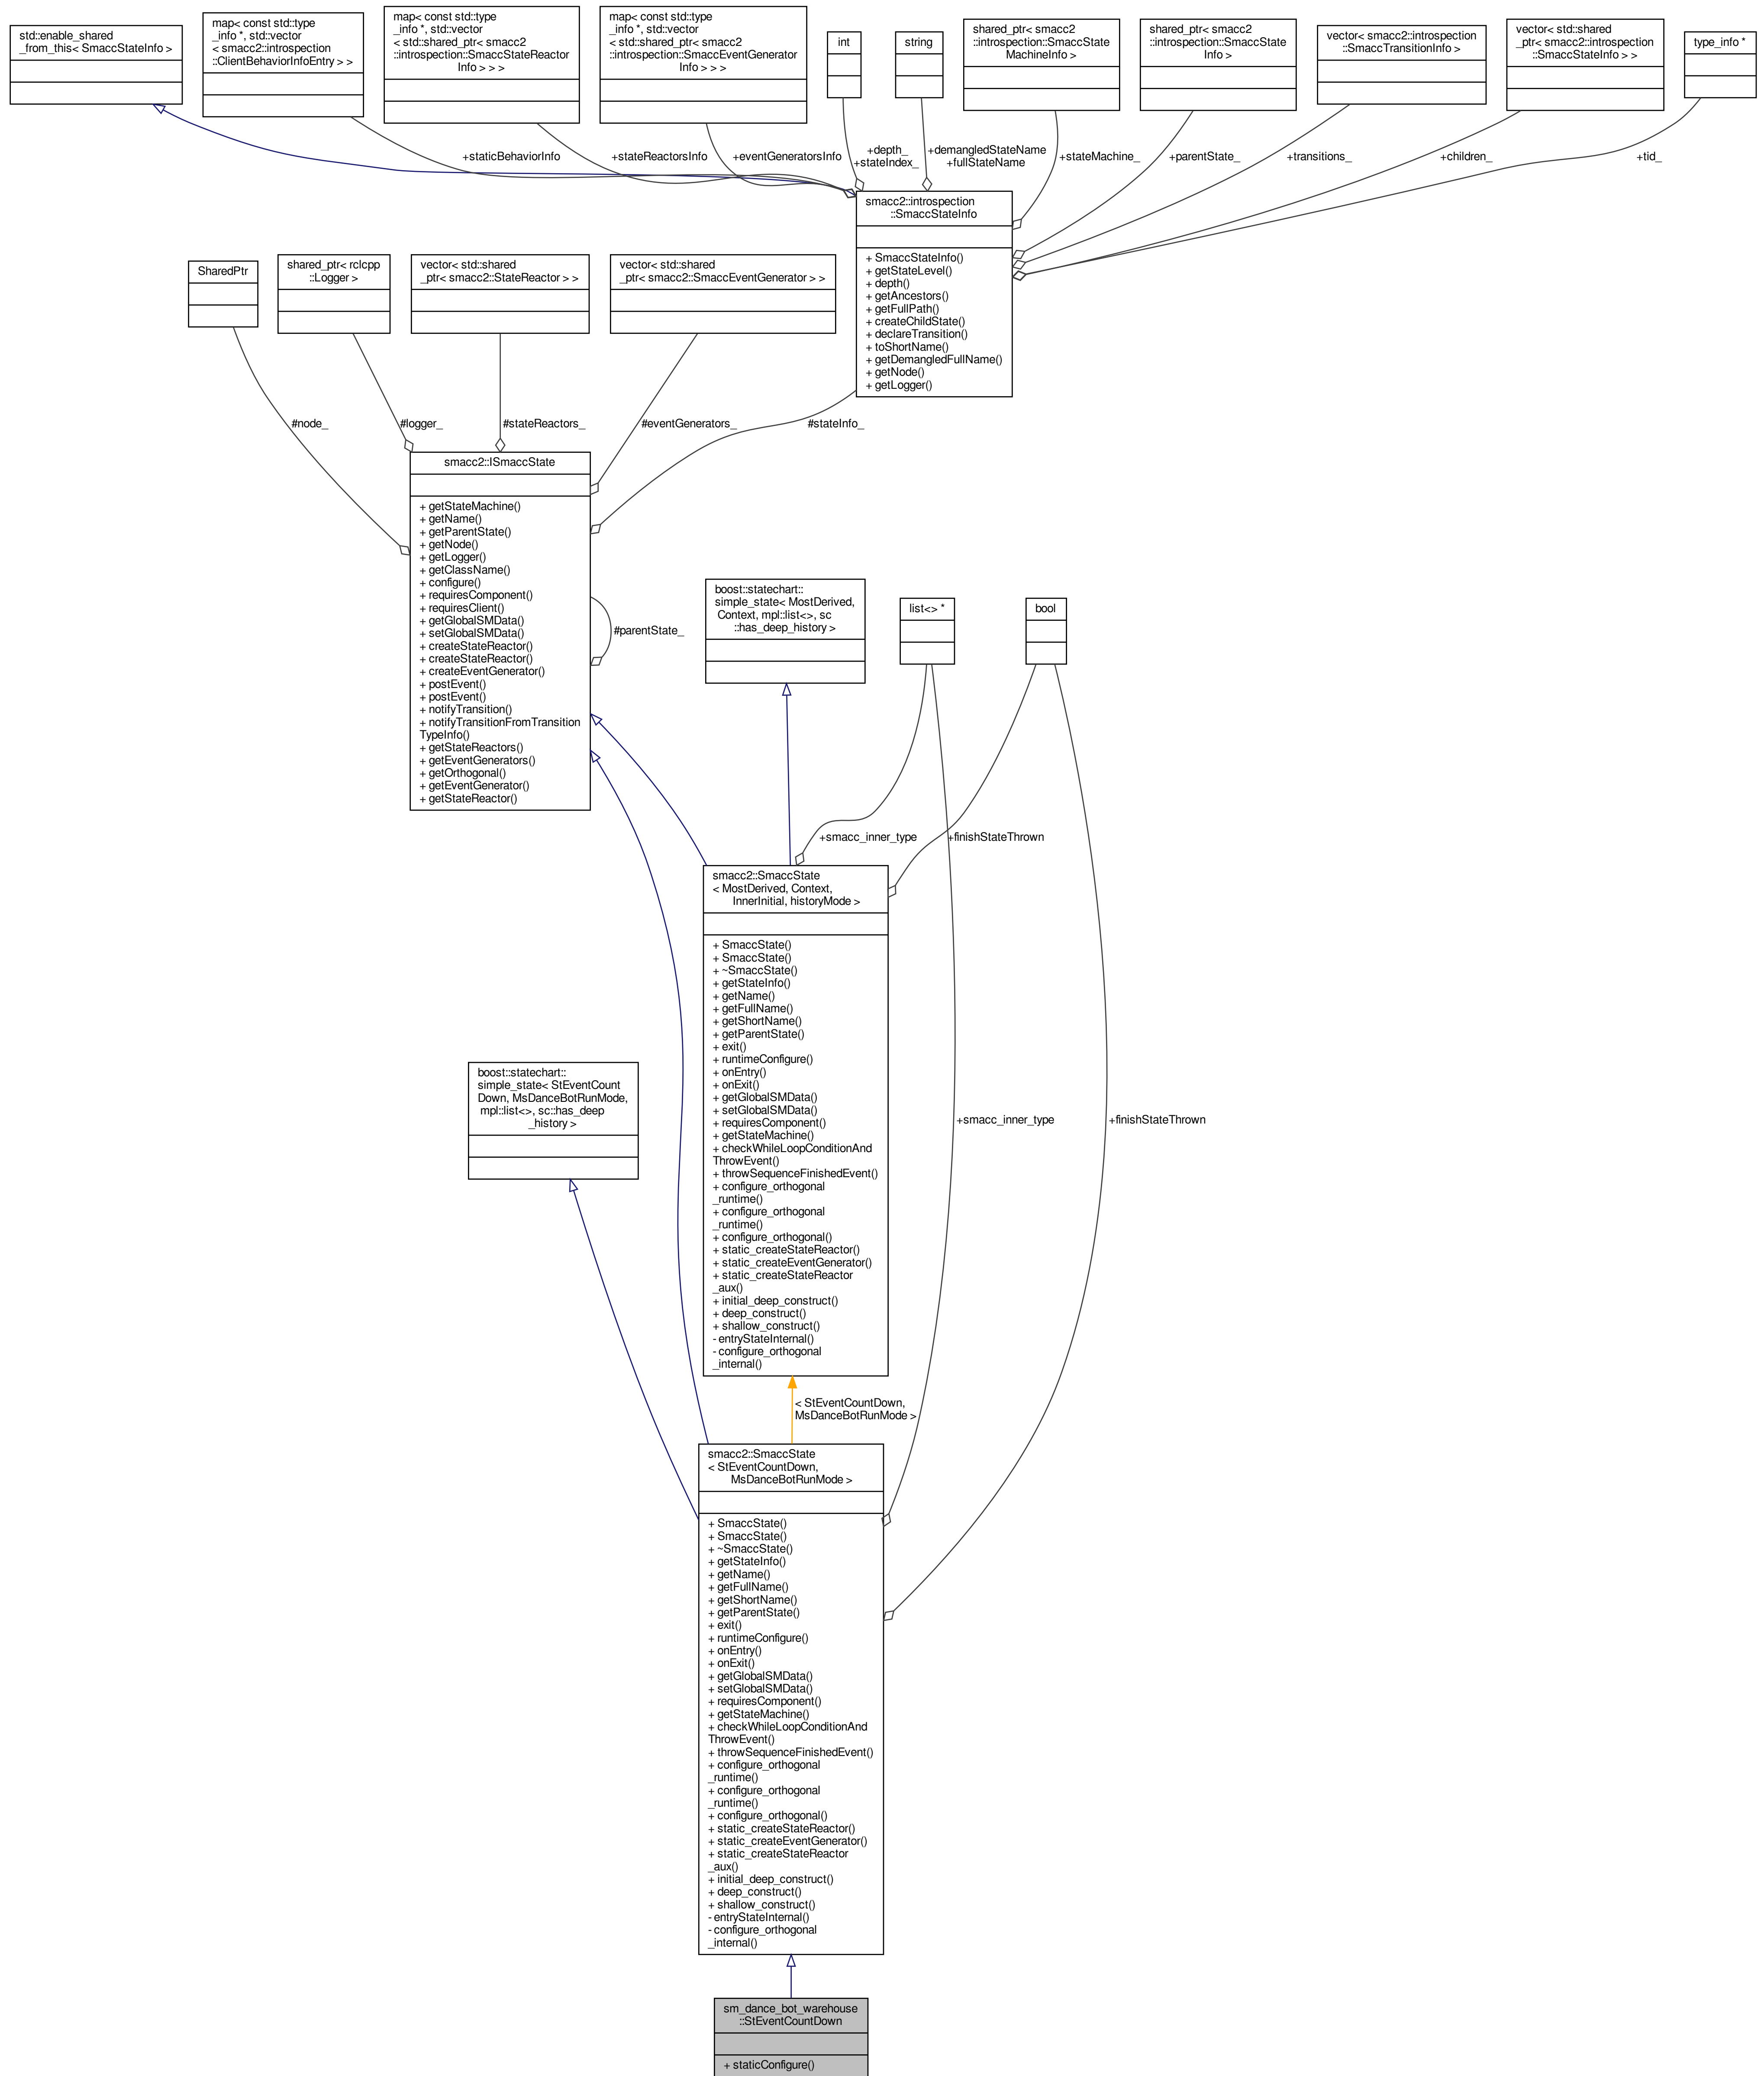 std::enable_shared
_from_this< SmaccStateInfo >
map< const std::type
_info *, std::vector
< smacc2::introspection
::ClientBehaviorInfoEntry > >
map< const std::type
_info *, std::vector
< std::shared_ptr< smacc2
::introspection::SmaccStateReactor
Info > > >
map< const std::type
_info *, std::vector
< std::shared_ptr< smacc2
::introspection::SmaccEventGenerator
Info > > >
int
string
shared_ptr< smacc2
::introspection::SmaccState
MachineInfo >
shared_ptr< smacc2
::introspection::SmaccState
Info >
vector< smacc2::introspection
::SmaccTransitionInfo >
vector< std::shared
_ptr< smacc2::introspection
::SmaccStateInfo > >
type_info *
+staticBehaviorInfo
+stateReactorsInfo
+eventGeneratorsInfo
+depth_
+stateIndex_
+demangledStateName
+fullStateName
+stateMachine_
+parentState_
+transitions_
+children_
+tid_
smacc2::introspection
::SmaccStateInfo
+ SmaccStateInfo()
+ getStateLevel()
+ depth()
+ getAncestors()
+ getFullPath()
+ createChildState()
+ declareTransition()
+ toShortName()
+ getDemangledFullName()
+ getNode()
+ getLogger()
SharedPtr
shared_ptr< rclcpp
::Logger >
vector< std::shared
_ptr< smacc2::StateReactor > >
vector< std::shared
_ptr< smacc2::SmaccEventGenerator > >
#node_
#logger_
#stateReactors_
#eventGenerators_
#stateInfo_
smacc2::ISmaccState
+ getStateMachine()
+ getName()
+ getParentState()
+ getNode()
+ getLogger()
+ getClassName()
+ configure()
+ requiresComponent()
+ requiresClient()
+ getGlobalSMData()
+ setGlobalSMData()
+ createStateReactor()
+ createStateReactor()
+ createEventGenerator()
+ postEvent()
+ postEvent()
+ notifyTransition()
+ notifyTransitionFromTransition
TypeInfo()
+ getStateReactors()
+ getEventGenerators()
+ getOrthogonal()
+ getEventGenerator()
+ getStateReactor()
#parentState_
boost::statechart::
simple_state< MostDerived,
Context, mpl::list<>, sc
::has_deep_history >
list<> *
bool
+smacc_inner_type
+finishStateThrown
smacc2::SmaccState
< MostDerived, Context,
InnerInitial, historyMode >
+ SmaccState()
+ SmaccState()
+ ~SmaccState()
+ getStateInfo()
+ getName()
+ getFullName()
+ getShortName()
+ getParentState()
+ exit()
+ runtimeConfigure()
+ onEntry()
+ onExit()
+ getGlobalSMData()
+ setGlobalSMData()
+ requiresComponent()
+ getStateMachine()
+ checkWhileLoopConditionAnd
ThrowEvent()
+ throwSequenceFinishedEvent()
+ configure_orthogonal
_runtime()
+ configure_orthogonal
_runtime()
+ configure_orthogonal()
+ static_createStateReactor()
+ static_createEventGenerator()
+ static_createStateReactor
_aux()
+ initial_deep_construct()
+ deep_construct()
+ shallow_construct()
- entryStateInternal()
- configure_orthogonal
_internal()
boost::statechart::
simple_state< StEventCount
Down, MsDanceBotRunMode,
mpl::list<>, sc::has_deep
_history >
+smacc_inner_type
+finishStateThrown
< StEventCountDown,
MsDanceBotRunMode >
smacc2::SmaccState
< StEventCountDown,
MsDanceBotRunMode >
+ SmaccState()
+ SmaccState()
+ ~SmaccState()
+ getStateInfo()
+ getName()
+ getFullName()
+ getShortName()
+ getParentState()
+ exit()
+ runtimeConfigure()
+ onEntry()
+ onExit()
+ getGlobalSMData()
+ setGlobalSMData()
+ requiresComponent()
+ getStateMachine()
+ checkWhileLoopConditionAnd
ThrowEvent()
+ throwSequenceFinishedEvent()
+ configure_orthogonal
_runtime()
+ configure_orthogonal
_runtime()
+ configure_orthogonal()
+ static_createStateReactor()
+ static_createEventGenerator()
+ static_createStateReactor
_aux()
+ initial_deep_construct()
+ deep_construct()
+ shallow_construct()
- entryStateInternal()
- configure_orthogonal
_internal()
sm_dance_bot_warehouse
::StEventCountDown
+ staticConfigure()